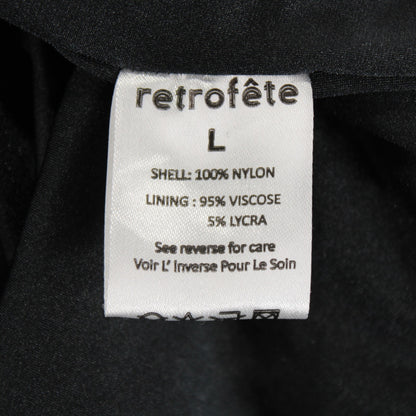 retrofête
L
SHELL: 100% NYLON
LINING : 95% VISCOSE
5% LYCRA
See reverse for care
Voir L' Inverse Pour Le Soin